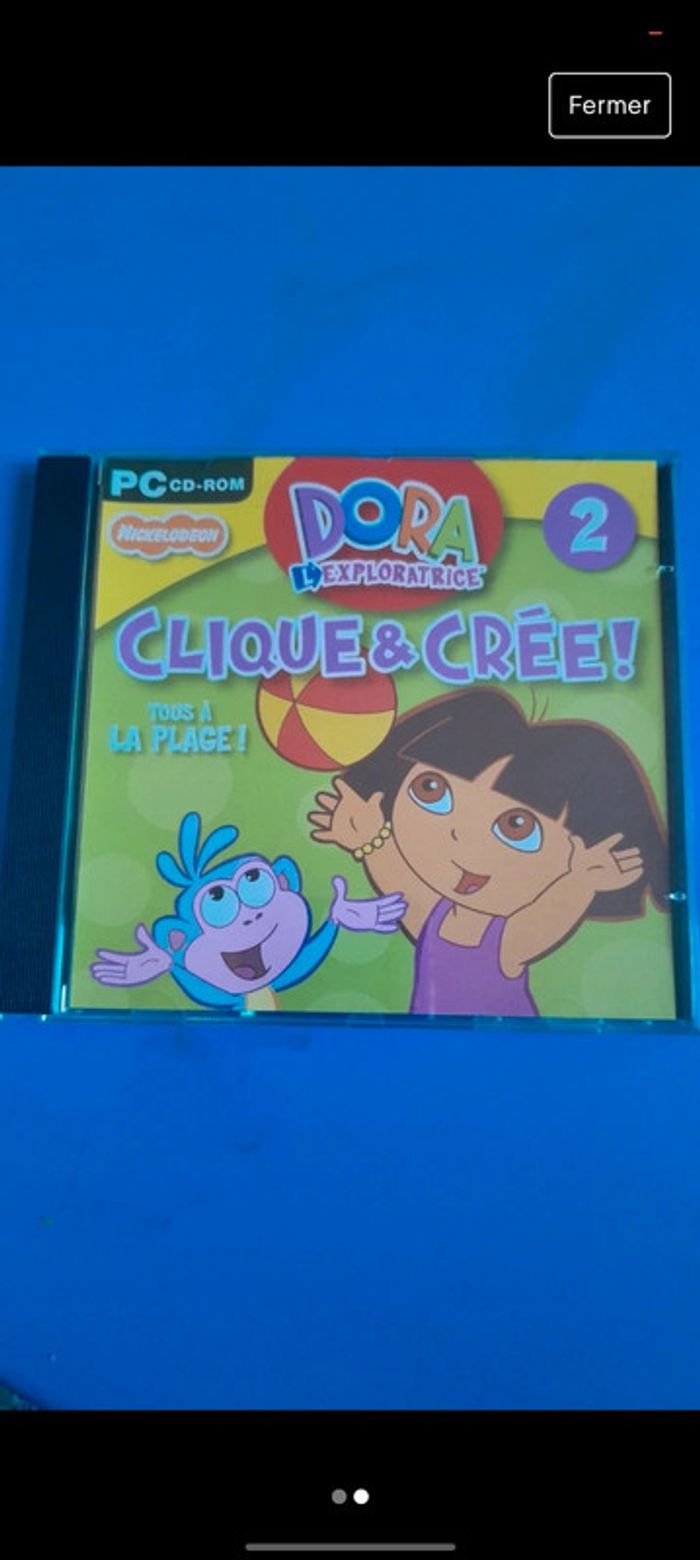 Fermer
PC CD-ROM
NICKELODEON
DORA
L'EXPLORATRICE
2
CLIQUE & CRÉE!
TOUS À
LA PLAGE!